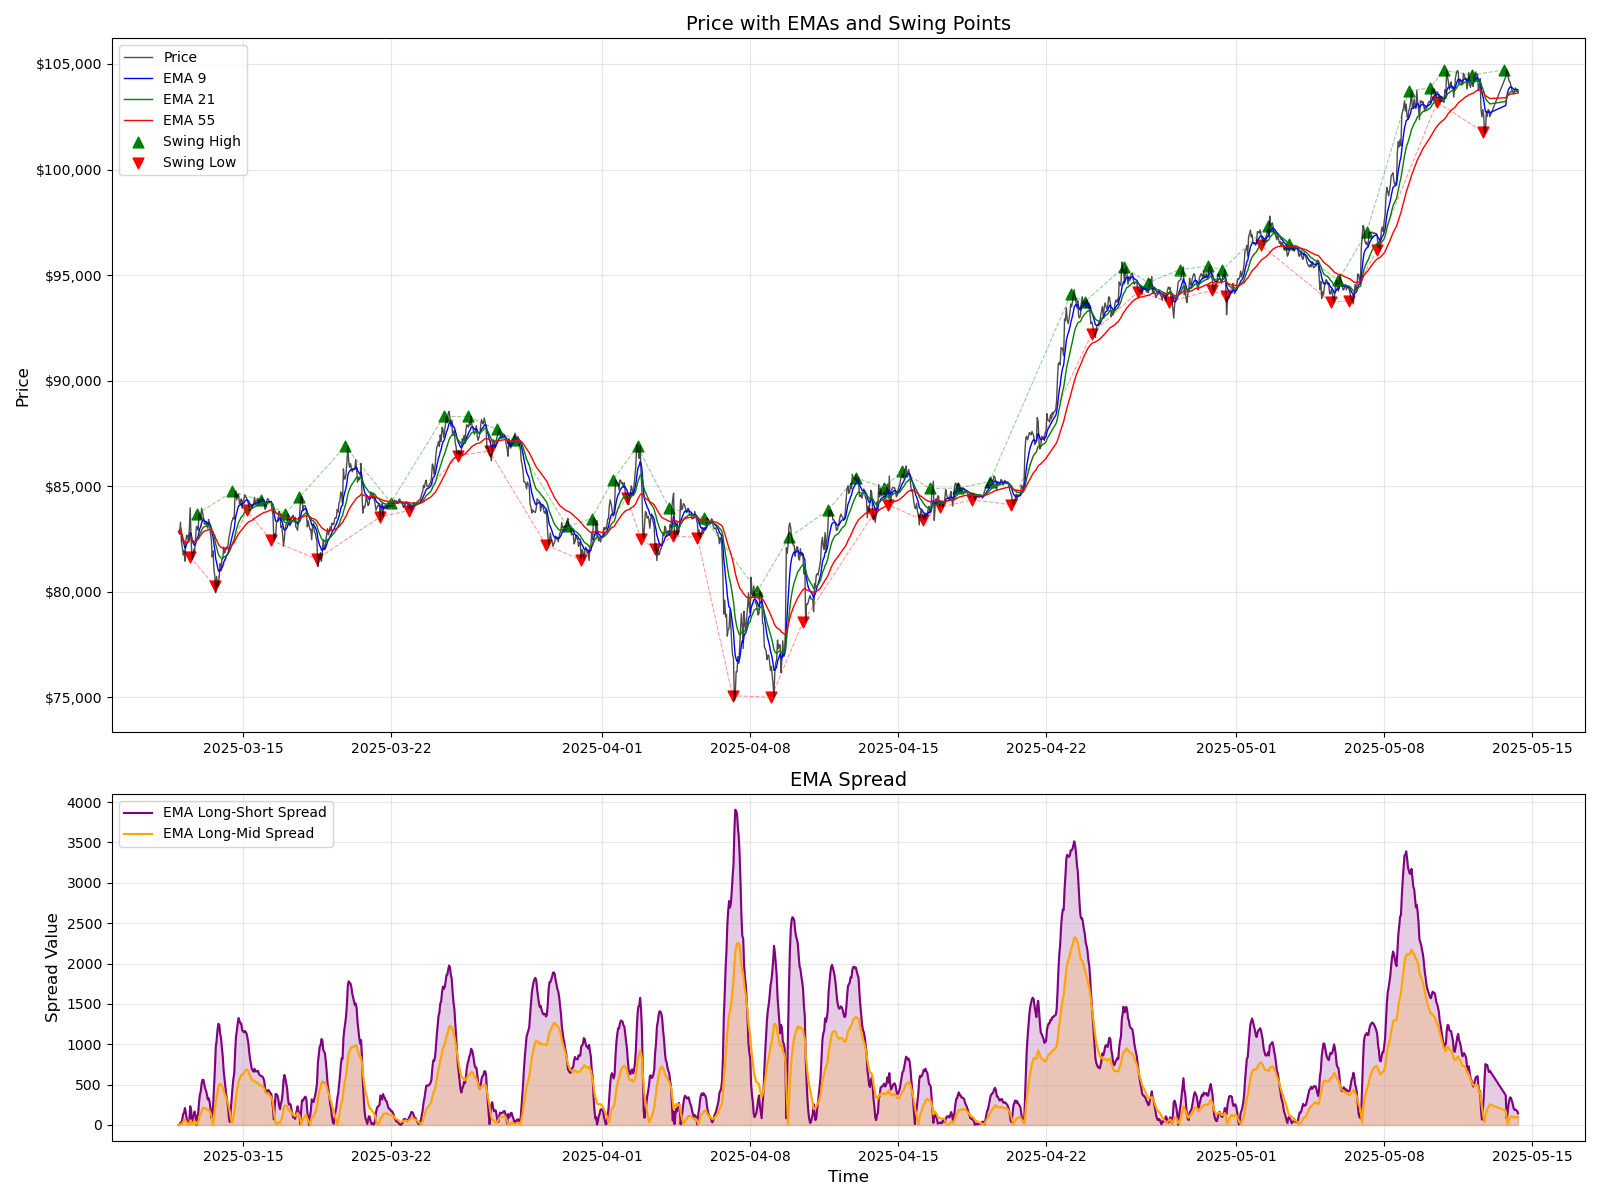 Price with EMAs and Swing Points
Price
EMA 9
EMA 21
EMA 55
Swing High
Swing Low
$105,000
$100,000
$95,000
$90,000
$85,000
$80,000
$75,000
Price
2025-03-15 2025-03-22 2025-04-01 2025-04-08 2025-04-15 2025-04-22 2025-05-01 2025-05-08 2025-05-15
EMA Spread
EMA Long-Short Spread
EMA Long-Mid Spread
4000
3500
3000
2500
2000
1500
1000
500
0
Spread Value
2025-03-15 2025-03-22 2025-04-01 2025-04-08 2025-04-15 2025-04-22 2025-05-01 2025-05-08 2025-05-15
Time